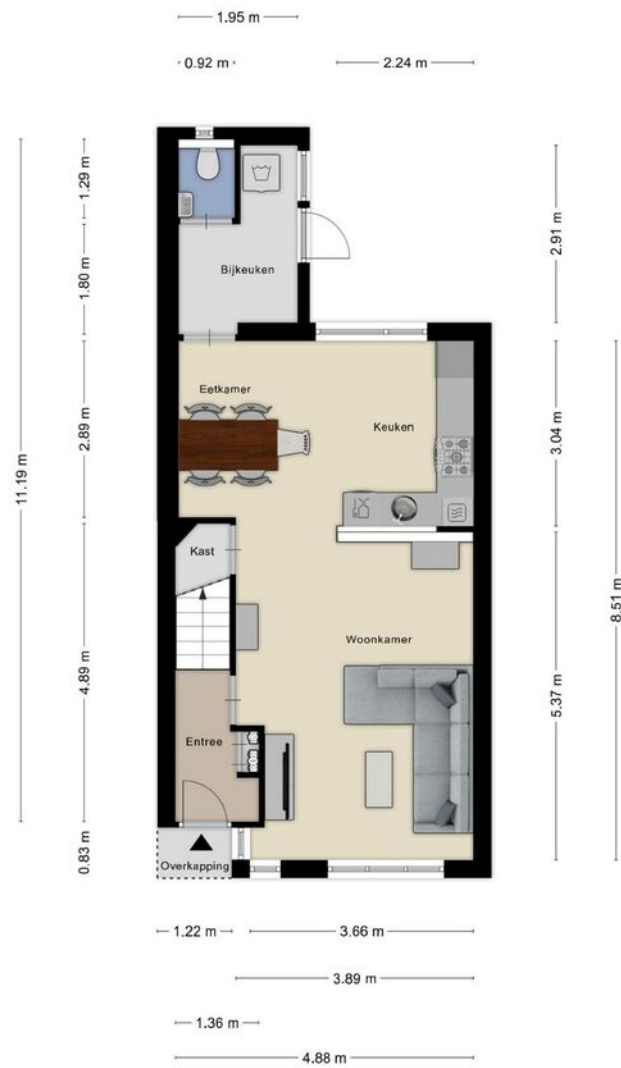 1.95 m
0.92 m
2.24 m
1.29 m
1.80 m
2.89 m
4.89 m
0.83 m
11.19 m
Bijkeuken
Eetkamer
Keuken
Kast
Woonkamer
Entree
Overkapping
2.91 m
3.04 m
5.37 m
8.51 m
1.22 m
3.66 m
3.89 m
1.36 m
4.88 m